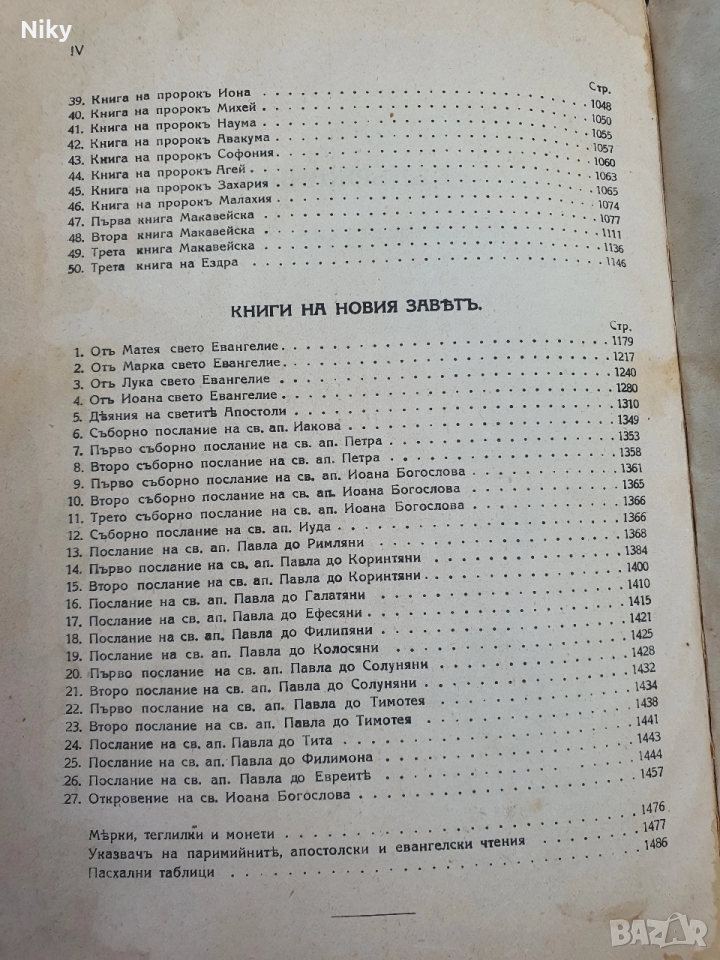 Niky
IV
Стр.
39. Книга на пророкъ Иона . . . 1048
40. Книга на пророкъ Михей . . . 1050
41. Книга на пророкъ Наума . . . 1055
42. Книга на пророкъ Авакума . . . 1057
43. Книга на пророкъ Софония . . . 1060
44. Книга на пророкъ Агей . . . 1063
45. Книга на пророкъ Захария . . . 1065
46. Книга на пророкъ Малахия . . . 1074
47. Първа книга Макавейска . . . 1077
48. Втора книга Макавейска . . . 1111
49. Трета книга Макавейска . . . 1136
50. Трета книга на Ездра . . . 1146
КНИГИ НА НОВИЯ ЗАВѢТЪ.
Стр.
1. Отъ Матея свето Евангелие . . . 1179
2. Отъ Марка свето Евангелие . . . 1217
3. Отъ Лука свето Евангелие . . . 1240
4. Отъ Иоана свето Евангелие . . . 1280
5. Дѣяния на светитѣ Апостоли . . . 1310
6. Съборно послание на св. ап. Иакова . . . 1349
7. Първо съборно послание на св. ап. Петра . . . 1353
8. Второ съборно послание на св. ап. Петра . . . 1358
9. Първо съборно послание на св. ап. Иоана Богослова . . . 1361
10. Второ съборно послание на св. ап. Иоана Богослова . . . 1365
11. Трето съборно послание на св. ап. Иоана Богослова . . . 1366
12. Съборно послание на св. ап. Иуда . . . 1366
13. Послание на св. ап. Павла до Римляни . . . 1368
14. Първо послание на св. ап. Павла до Коринтяни . . . 1384
15. Второ послание на св. ап. Павла до Коринтяни . . . 1400
16. Послание на св. ап. Павла до Галатяни . . . 1410
17. Послание на св. ап. Павла до Ефесяни . . . 1415
18. Послание на св. ап. Павла до Филипяни . . . 1421
19. Послание на св. ап. Павла до Колосяни . . . 1425
20. Първо послание на св. ап. Павла до Солуняни . . . 1428
21. Второ послание на св. ап. Павла до Солуняни . . . 1432
22. Първо послание на св. ап. Павла до Тимотея . . . 1434
23. Второ послание на св. ап. Павла до Тимотея . . . 1438
24. Послание на св. ап. Павла до Тита . . . 1441
25. Послание на св. ап. Павла до Филимона . . . 1443
26. Послание на св. ап. Павла до Евреитѣ . . . 1444
27. Откровение на св. Иоана Богослова . . . 1457
Мѣрки, теглилки и монети . . . 1476
Указвачъ на паримийнитѣ, апостолски и евангелски чтения . . . 1477
Пасхални таблици . . . 1486
BAZAR